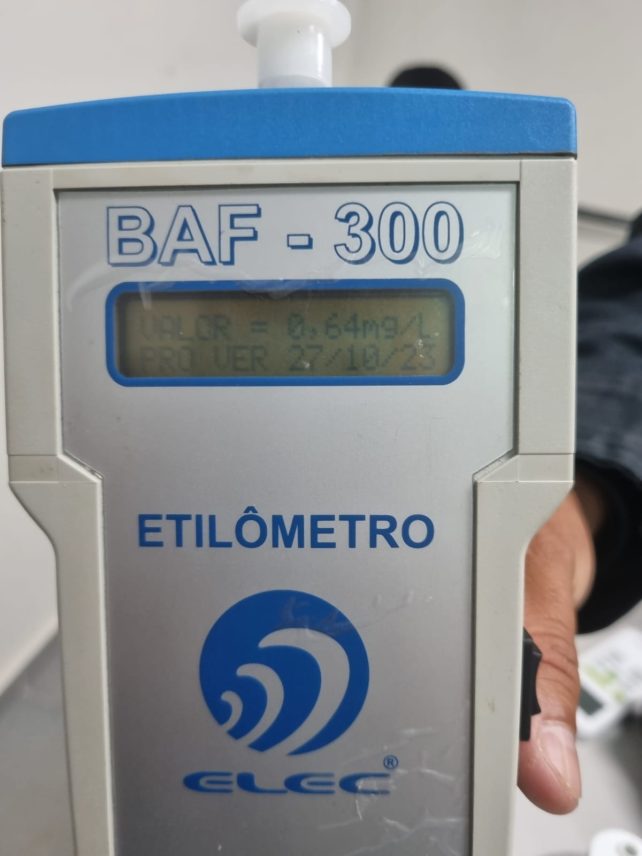 BAF - 300
VALOR = 0,64mg/L
PRO VER 27/10/23
ETILÔMETRO
ELEC ®